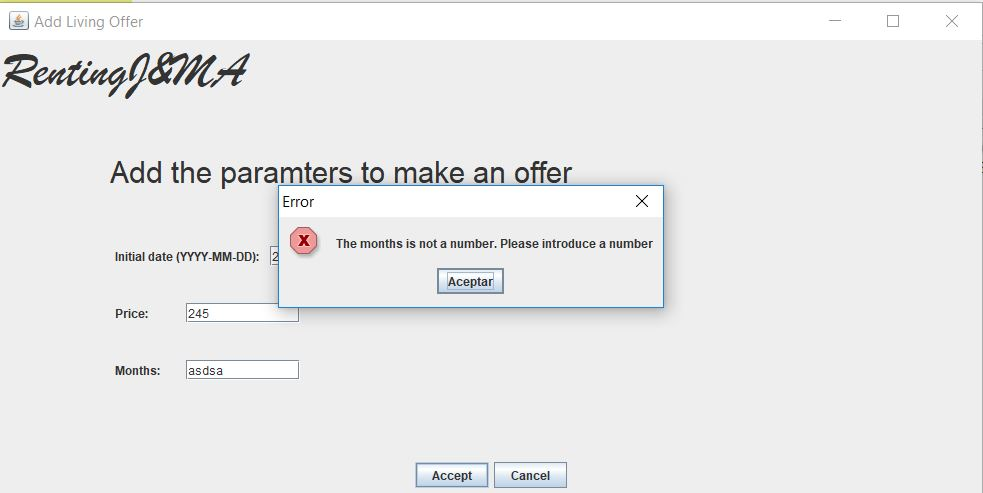 Add Living Offer
RentingJ&MA
Add the paramters to make an offer
Error
The months is not a number. Please introduce a number
Aceptar
Initial date (YYYY-MM-DD): 2
Price: 245
Months: asdsa
Accept Cancel